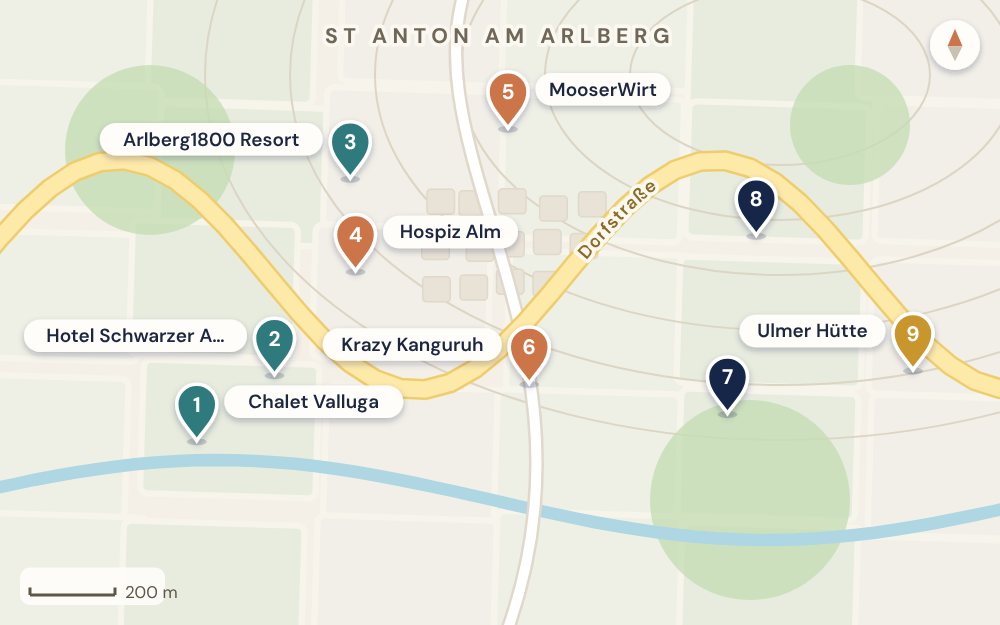 ST ANTON AM ARLBERG
5
MooserWirt
Arlberg1800 Resort
3
8
Dorfstraße
4
Hospiz Alm
Hotel Schwarzer A...
2
Krazy Kanguruh
6
Ulmer Hütte
9
7
1
Chalet Valluga
200 m